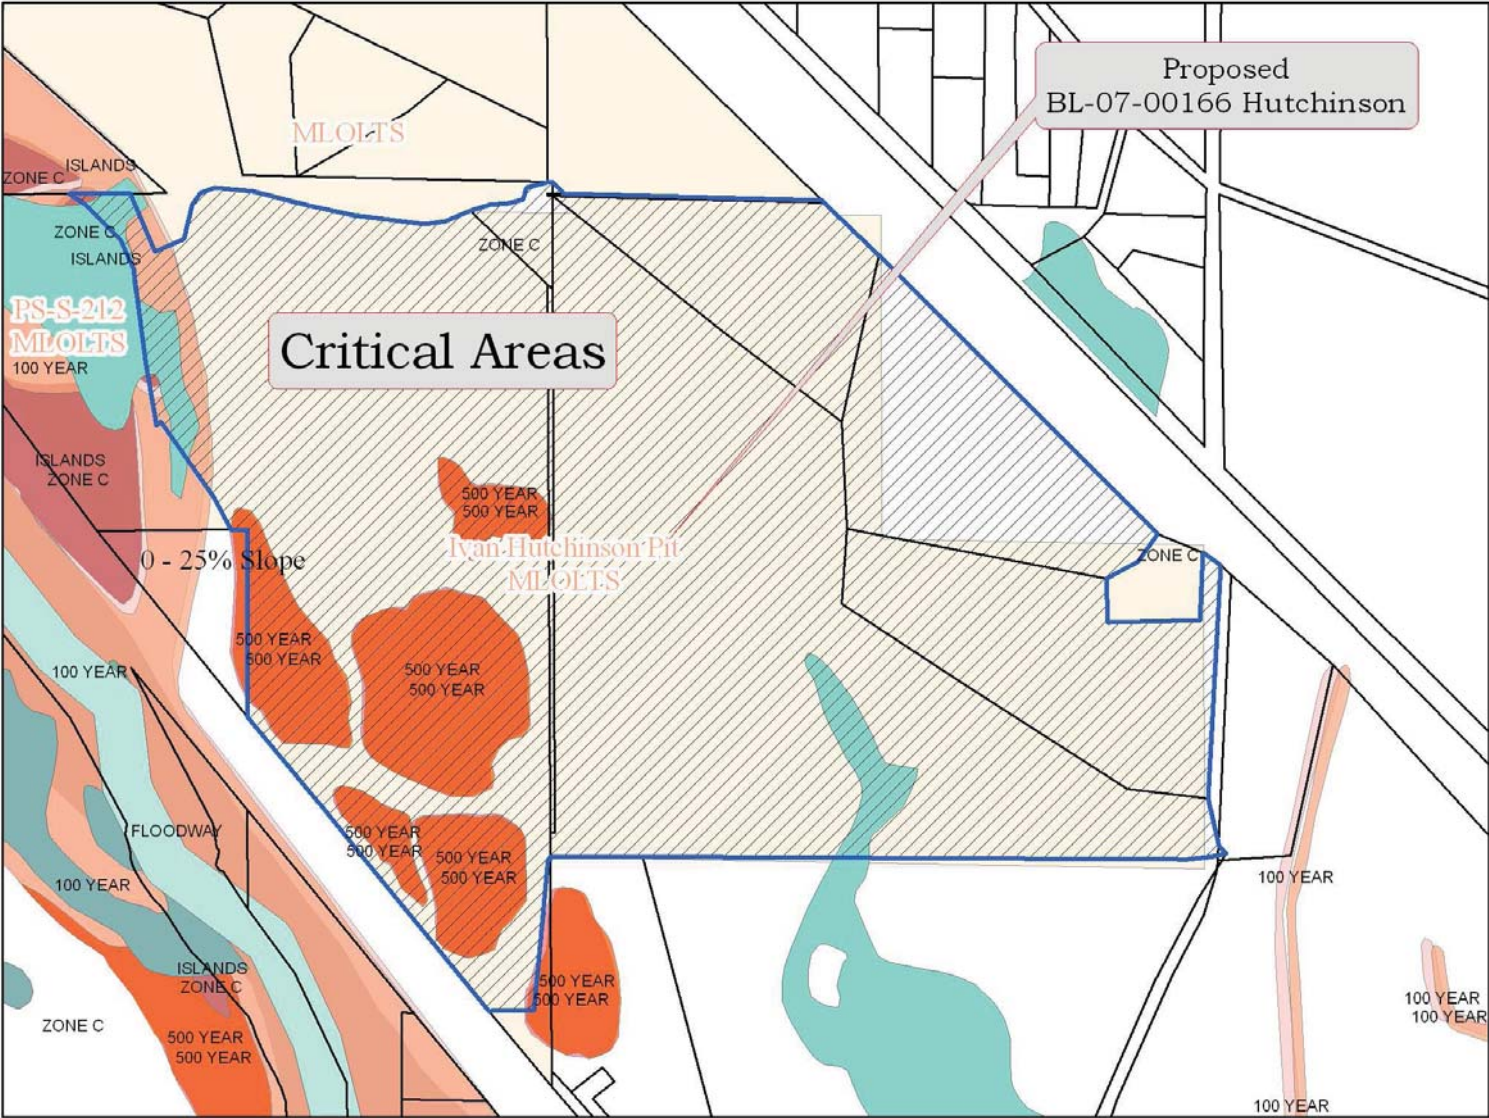 Proposed
BL-07-00166 Hutchinson
MLOLTS
ISLANDS
ZONE C
ZONE C
ISLANDS
ZONE C
PS-S-212
MLOLTS
100 YEAR
Critical Areas
ISLANDS
ZONE C
500 YEAR
500 YEAR
Ivan Hutchinson Pit
MLOLTS
0 - 25% Slope
ZONE C
500 YEAR
500 YEAR
500 YEAR
500 YEAR
100 YEAR
FLOODWAY
500 YEAR
500 YEAR
500 YEAR
500 YEAR
100 YEAR
100 YEAR
ISLANDS
ZONE C
500 YEAR
500 YEAR
100 YEAR
100 YEAR
ZONE C
500 YEAR
500 YEAR
100 YEAR